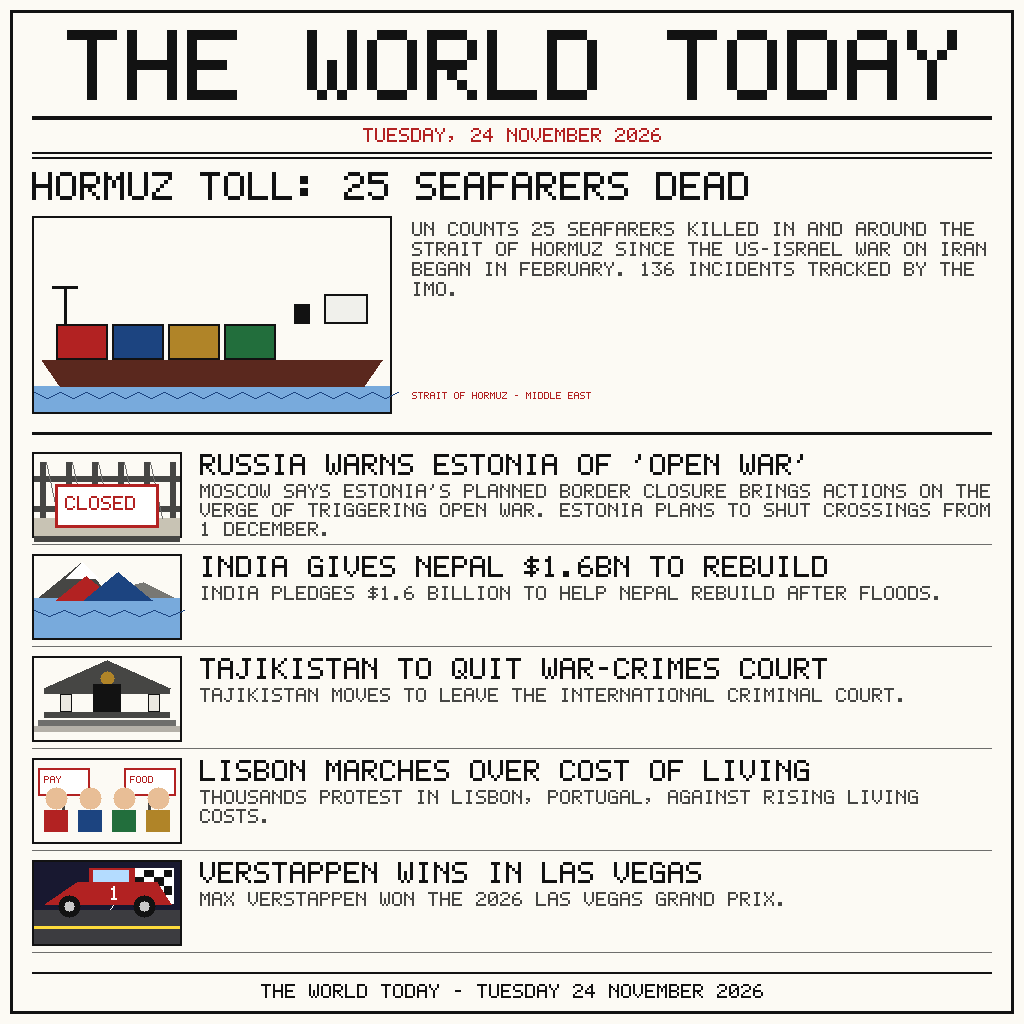 THE WORLD TODAY
TUESDAY, 24 NOVEMBER 2026
HORMUZ TOLL: 25 SEAFARERS DEAD
UN COUNTS 25 SEAFARERS KILLED IN AND AROUND THE
STRAIT OF HORMUZ SINCE THE US-ISRAEL WAR ON IRAN
BEGAN IN FEBRUARY. 136 INCIDENTS TRACKED BY THE
IMO.
STRAIT OF HORMUZ - MIDDLE EAST
CLOSED
RUSSIA WARNS ESTONIA OF 'OPEN WAR'
MOSCOW SAYS ESTONIA'S PLANNED BORDER CLOSURE BRINGS ACTIONS ON THE
VERGE OF TRIGGERING OPEN WAR. ESTONIA PLANS TO SHUT CROSSINGS FROM
1 DECEMBER.
INDIA GIVES NEPAL $1.6BN TO REBUILD
INDIA PLEDGES $1.6 BILLION TO HELP NEPAL REBUILD AFTER FLOODS.
TAJIKISTAN TO QUIT WAR-CRIMES COURT
TAJIKISTAN MOVES TO LEAVE THE INTERNATIONAL CRIMINAL COURT.
PAY
FOOD
LISBON MARCHES OVER COST OF LIVING
THOUSANDS PROTEST IN LISBON, PORTUGAL, AGAINST RISING LIVING
COSTS.
1
VERSTAPPEN WINS IN LAS VEGAS
MAX VERSTAPPEN WON THE 2026 LAS VEGAS GRAND PRIX.
THE WORLD TODAY - TUESDAY 24 NOVEMBER 2026